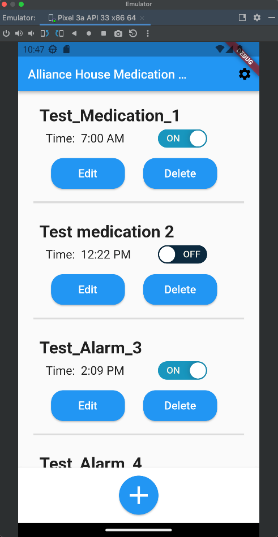 Emulator
Emulator: Pixel 3a API 33 x86 64
10:47
DEBUG
Alliance House Medication ...
Test_Medication_1
Time: 7:00 AM
ON
Edit
Delete
Test medication 2
Time: 12:22 PM
OFF
Edit
Delete
Test_Alarm_3
Time: 2:09 PM
ON
Edit
Delete
Test_Alarm_4